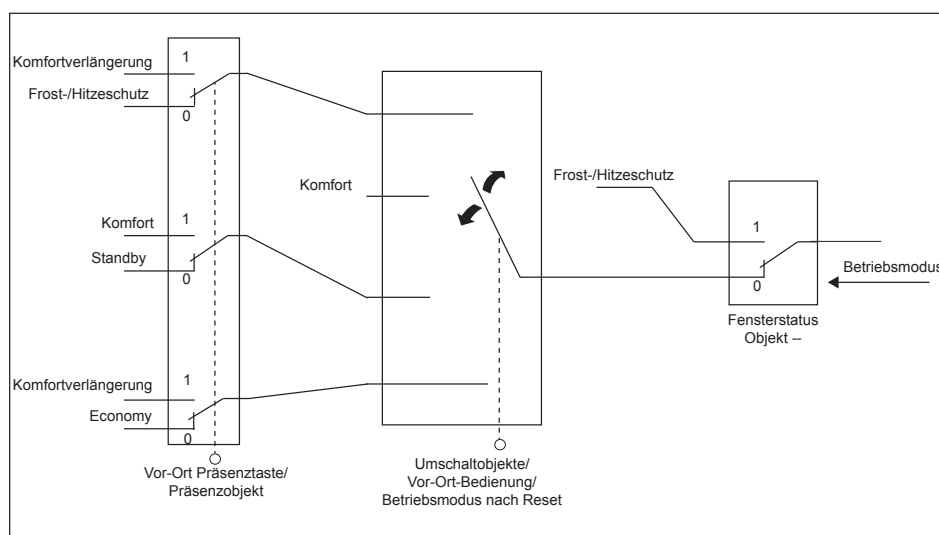 Komfortverlängerung
1
Frost-/Hitzeschutz
0
Komfort
1
Standby
0
Komfortverlängerung
1
Economy
0
Vor-Ort Präsenztaste/
Präsenzobjekt
Komfort
Umschaltobjekte/
Vor-Ort-Bedienung/
Betriebsmodus nach Reset
Frost-/Hitzeschutz
1
0
Betriebsmodus
Fensterstatus
Objekt --